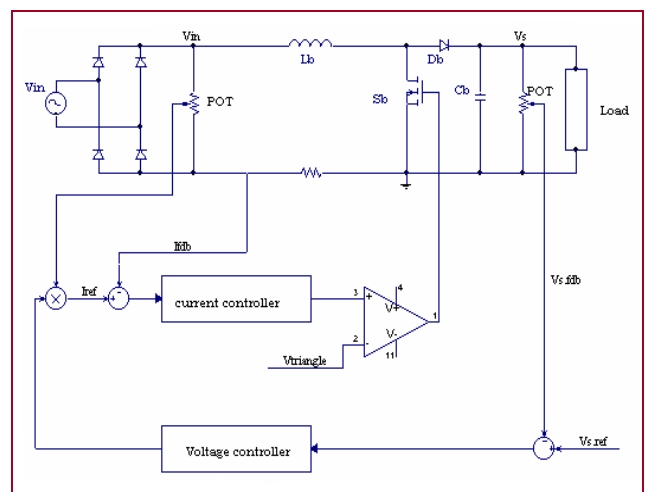 Vin
Lb
Db
Vs
Vin
POT
Sb
Cb
POT
Load
Ifdb
Vs.fdb
Iref
+
-
current controller
3
+
4
V+
1
2
-
V-
11
Vtriangle
Voltage controller
-
+
Vs.ref